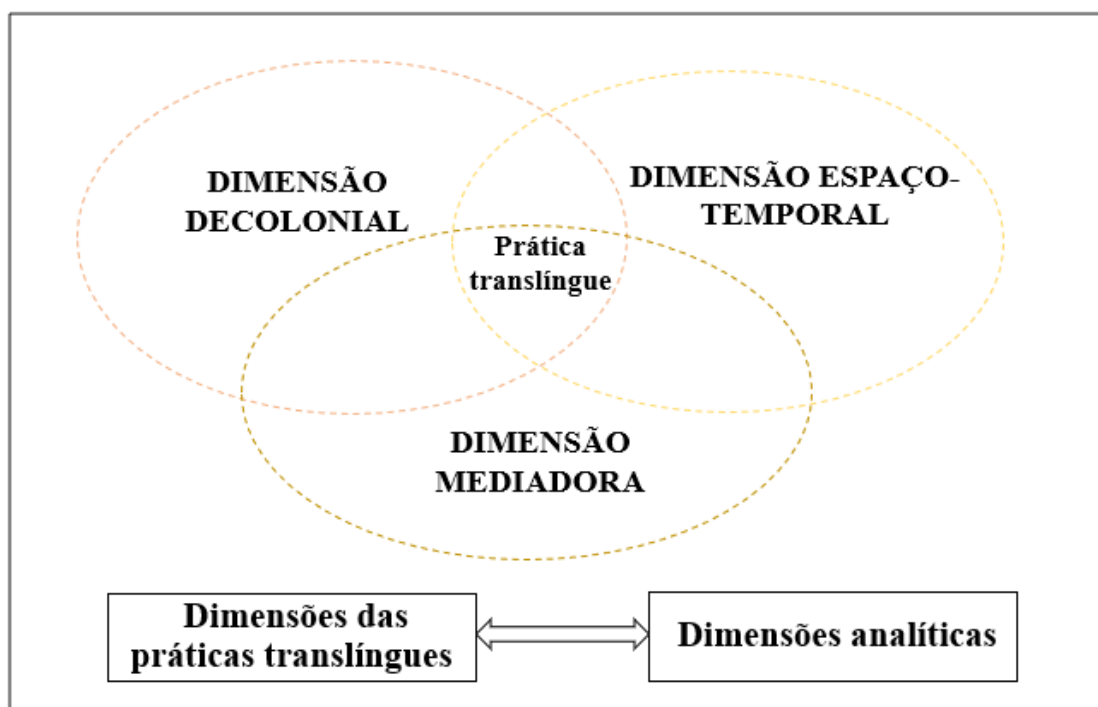 DIMENSÃO
DECOLONIAL
DIMENSÃO ESPAÇO-
TEMPORAL
Prática
translíngue
DIMENSÃO
MEDIADORA
Dimensões das
práticas translíngues
Dimensões analíticas